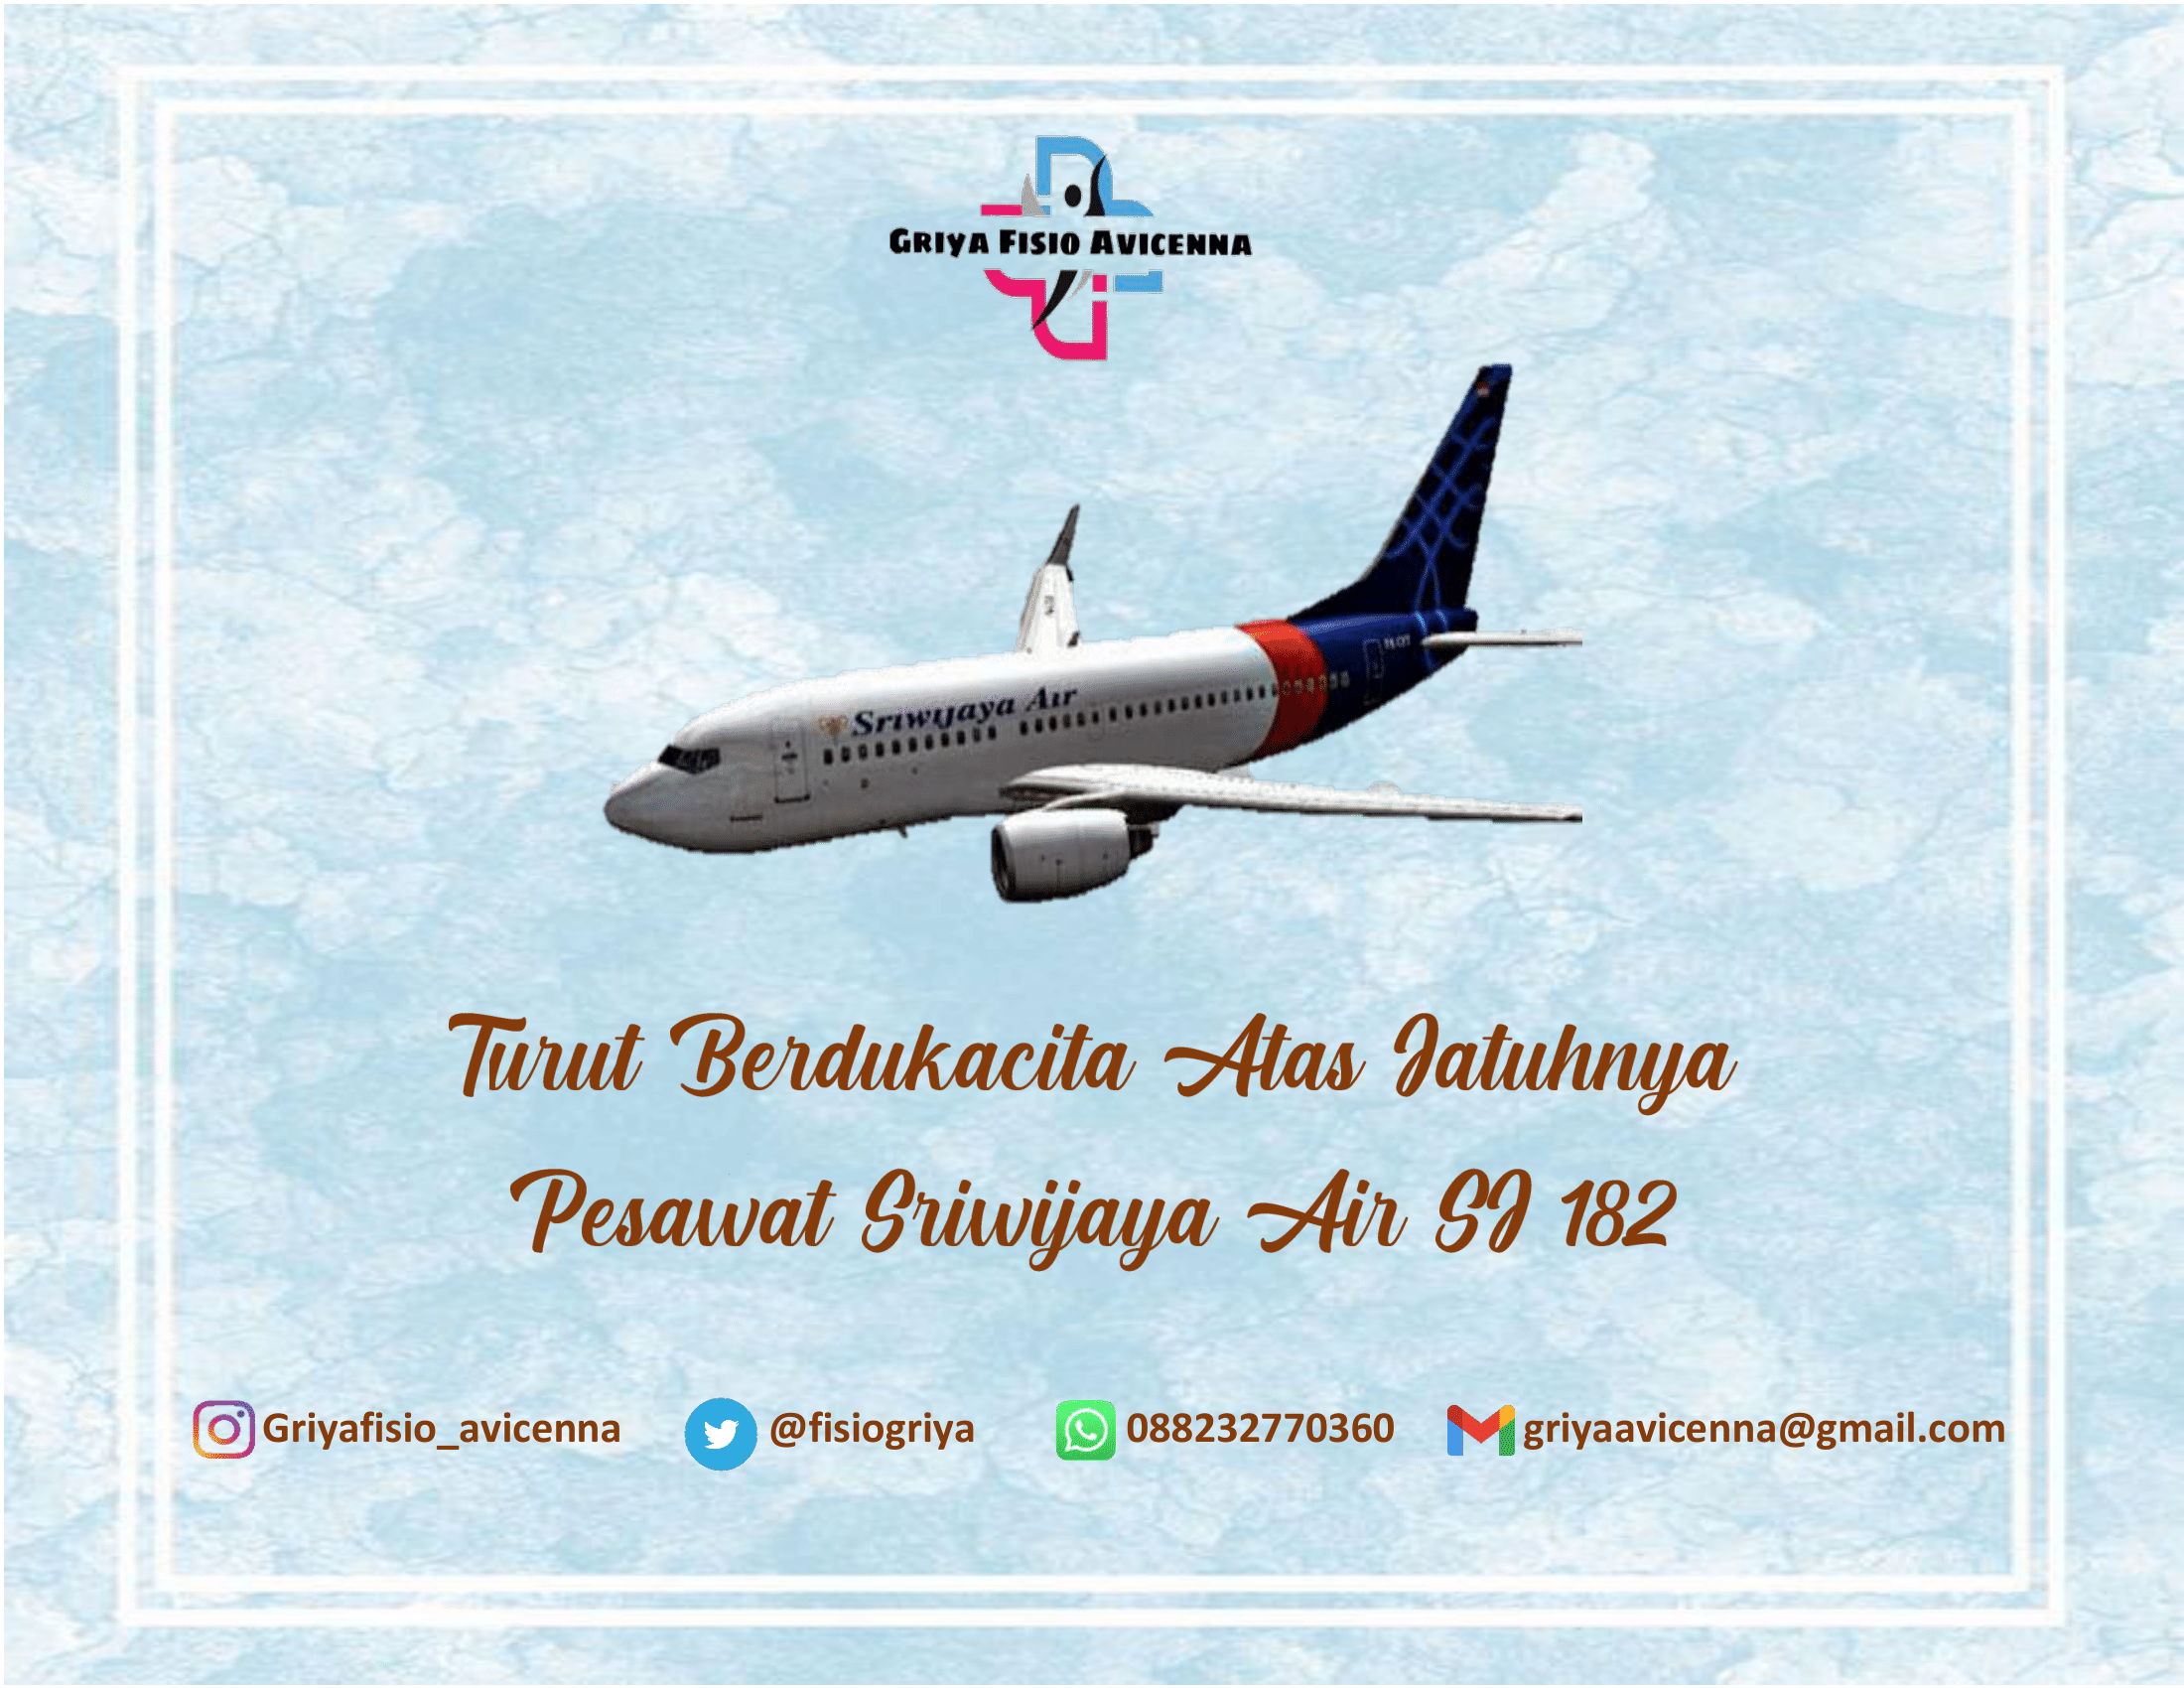 GRIYA FISIO AVICENNA
Sriwijaya Air
Turut Berdukacita Atas Jatuhnya
Pesawat Sriwijaya Air SJ 182
Griyafisio_avicenna @fisiogriya 088232770360 griyaavicenna@gmail.com